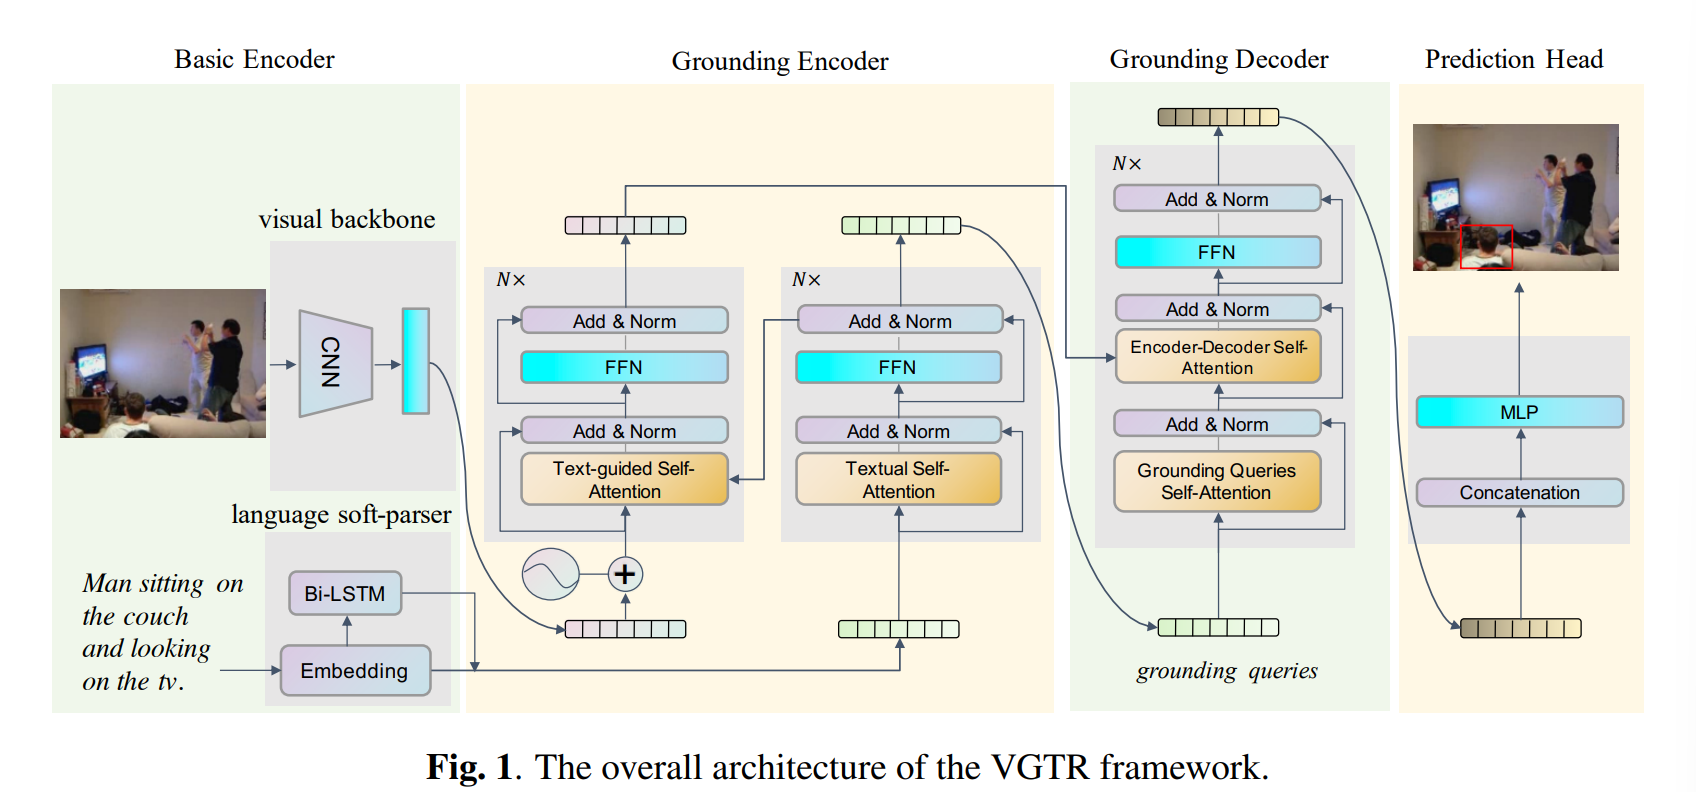 Basic Encoder
Grounding Encoder
Grounding Decoder
Prediction Head
visual backbone
CNN
language soft-parser
Man sitting on
the couch
and looking
on the tv.
Bi-LSTM
Embedding
N×
Add & Norm
FFN
Add & Norm
Text-guided Self-
Attention
+
N×
Add & Norm
FFN
Add & Norm
Textual Self-
Attention
N×
Add & Norm
FFN
Add & Norm
Encoder-Decoder Self-
Attention
Add & Norm
Grounding Queries
Self-Attention
grounding queries
MLP
Concatenation
Fig. 1. The overall architecture of the VGTR framework.